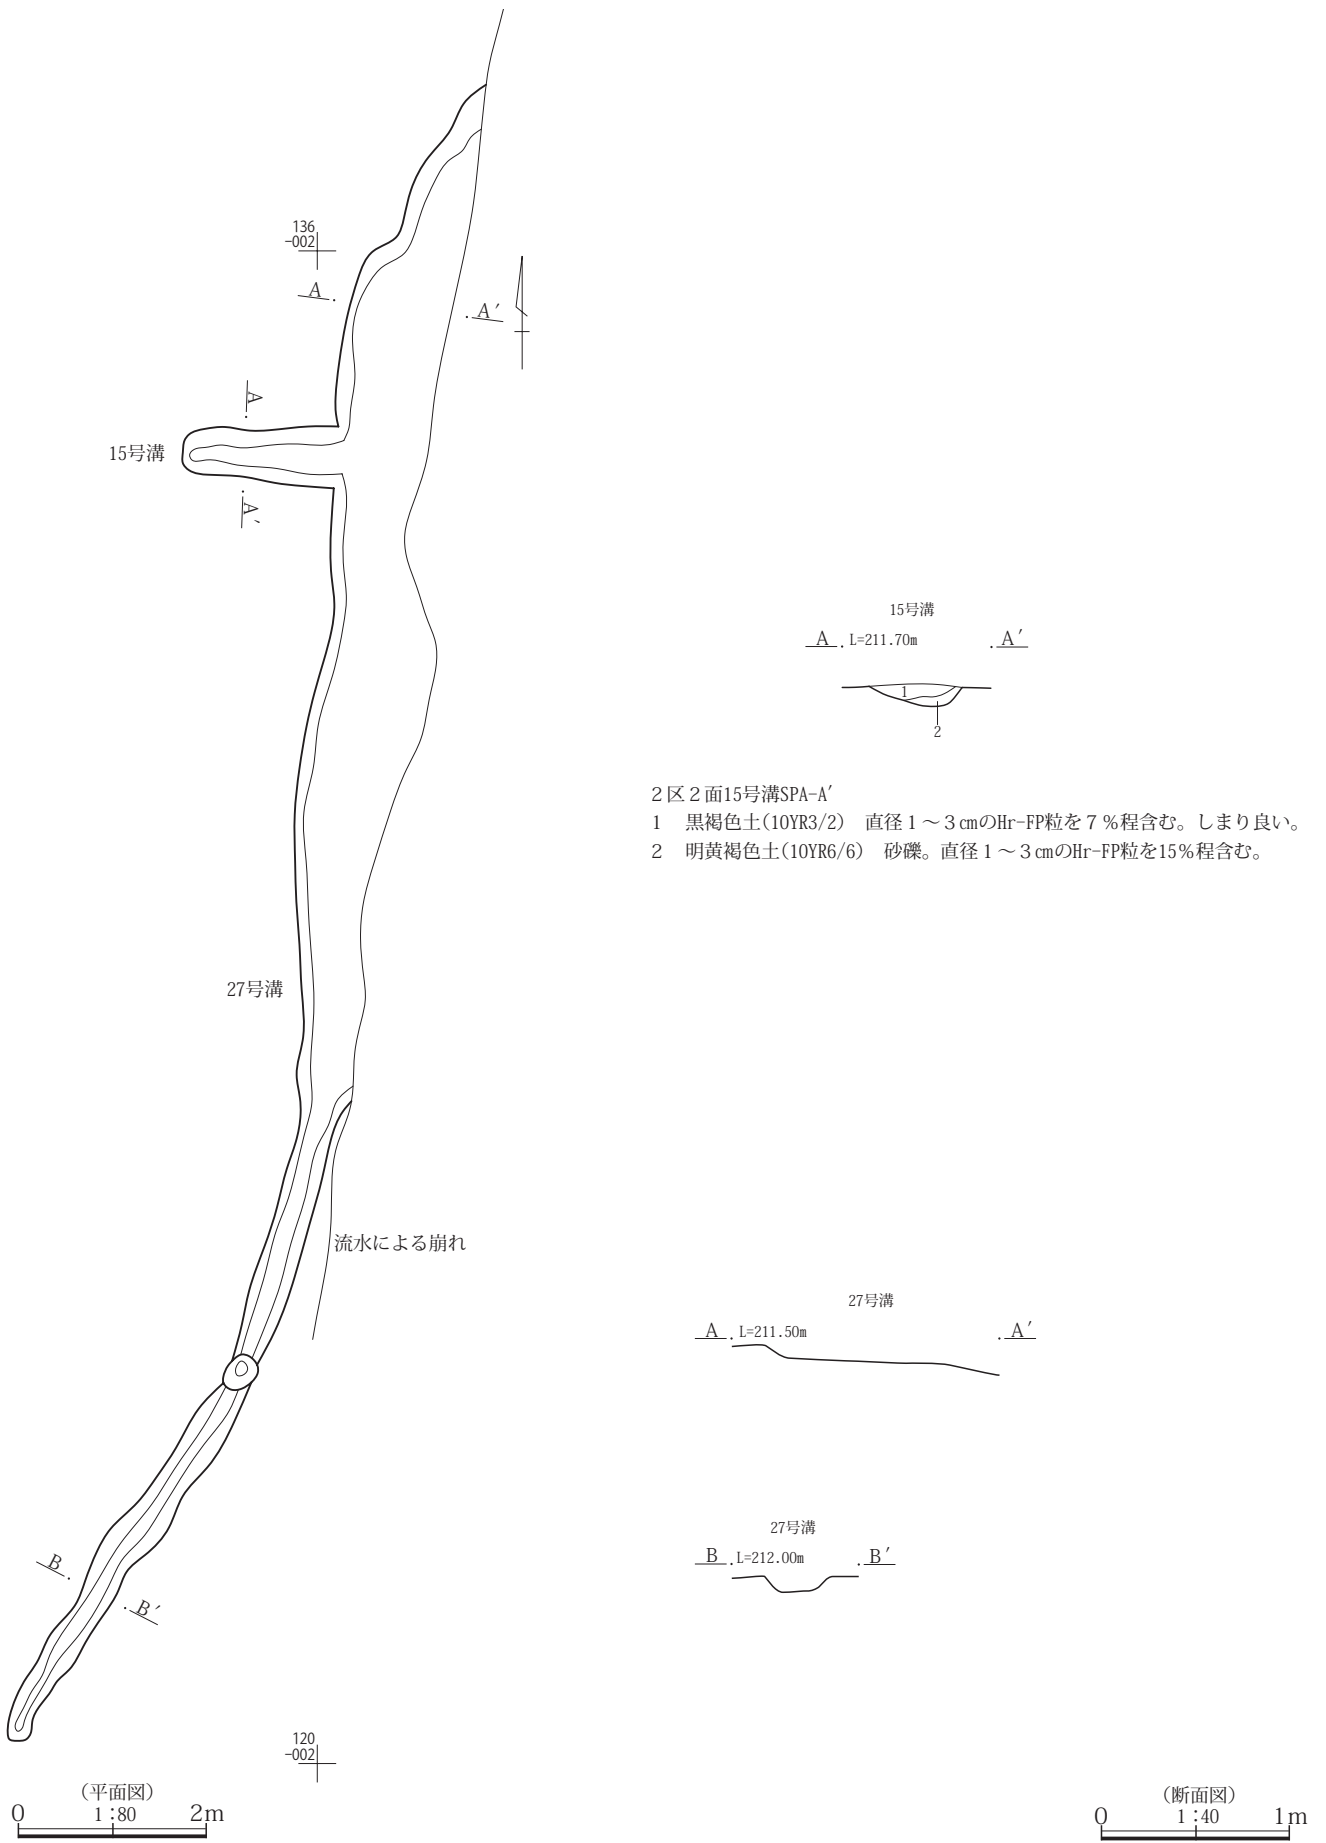 136
-002
A
A′
A
15号溝
A′
15号溝
A L=211.70m A′
1
2
2区2面15号溝SPA-A′
1 黒褐色土(10YR3/2) 直径1～3㎝のHr-FP粒を7%程含む。しまり良い。
2 明黄褐色土(10YR6/6) 砂礫。直径1～3㎝のHr-FP粒を15%程含む。
27号溝
流水による崩れ
27号溝
A L=211.50m A′
27号溝
B L=212.00m B′
B
B′
120
-002
(平面図)
0 1:80 2m
(断面図)
0 1:40 1m